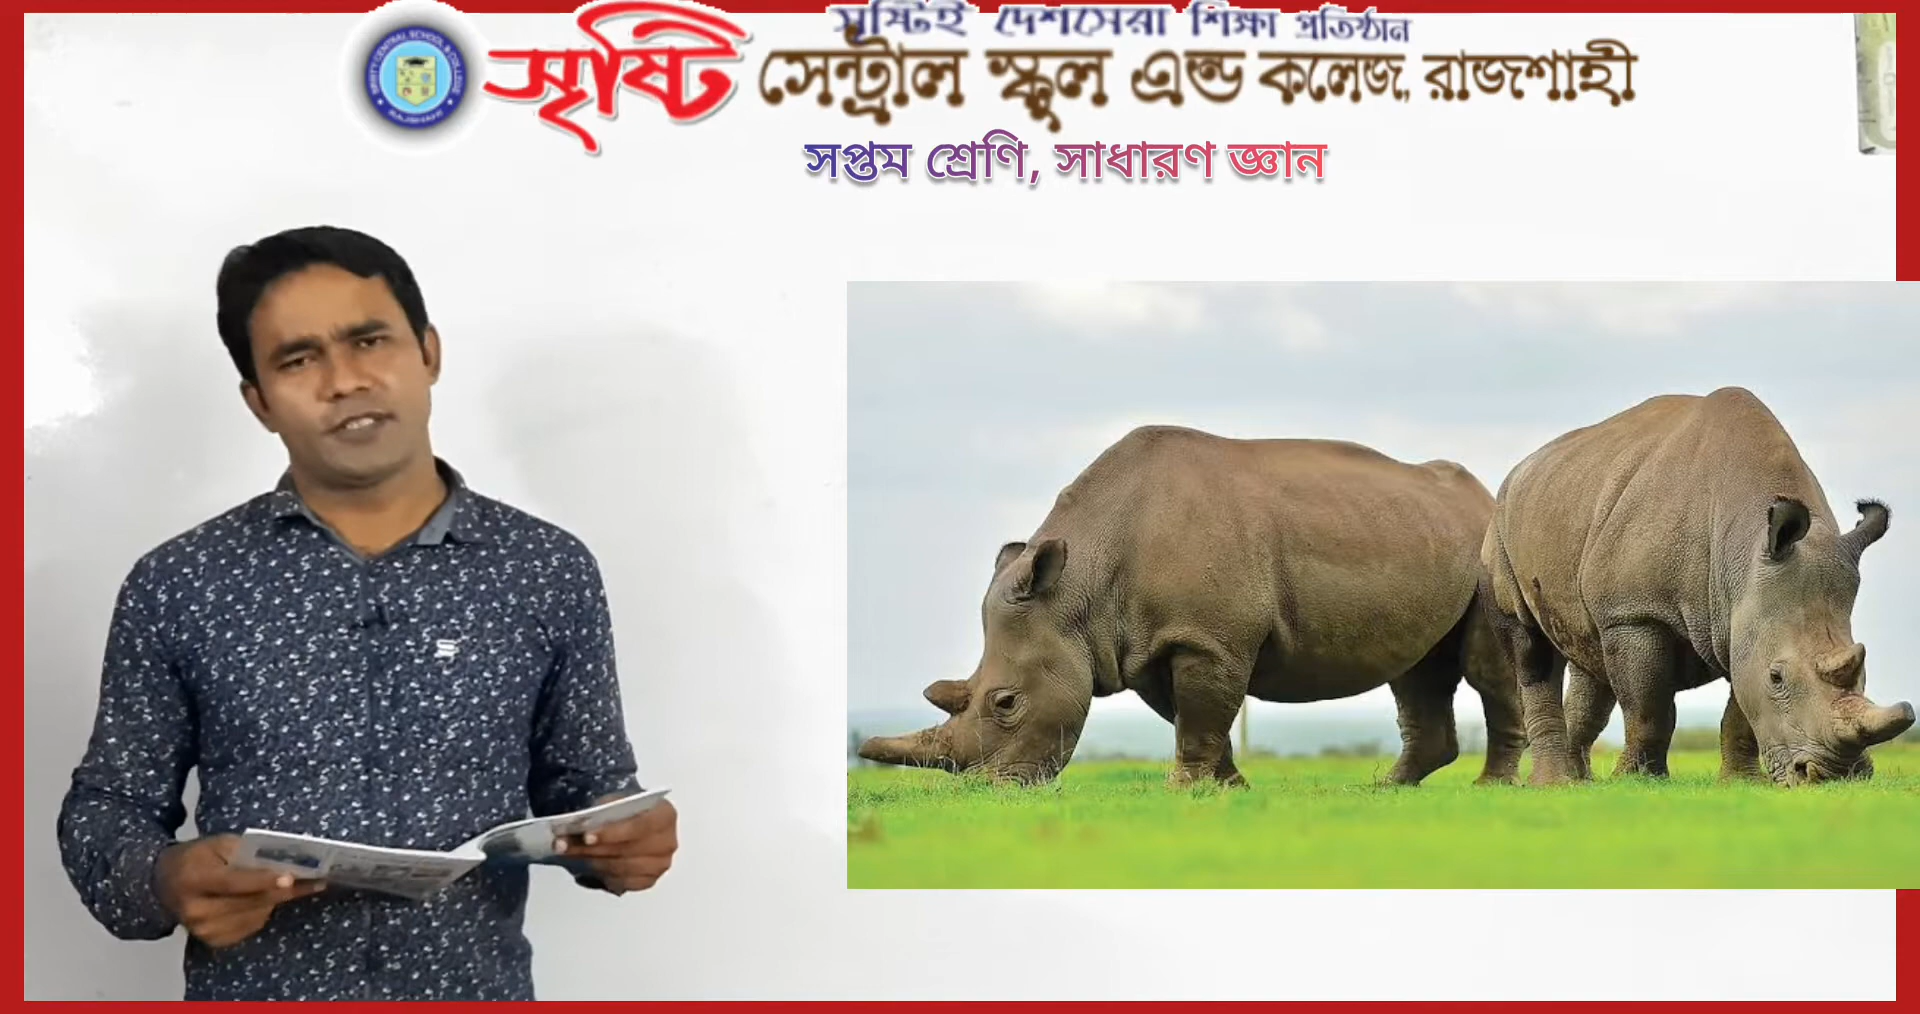 সৃষ্টিই দেশসেরা শিক্ষা প্রতিষ্ঠান
সৃষ্টি সেন্ট্রাল স্কুল এন্ড কলেজ, রাজশাহী
সপ্তম শ্রেণি, সাধারণ জ্ঞান